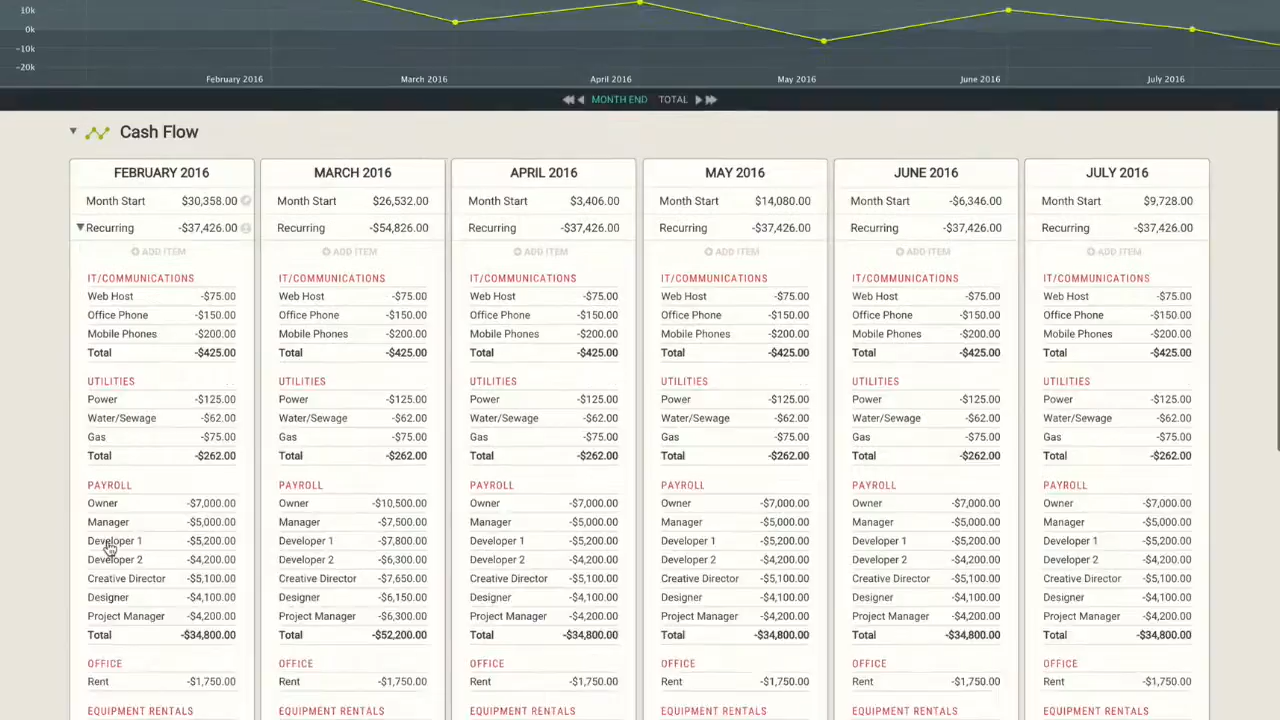 10k
0k
-10k
-20k
February 2016 March 2016 April 2016 May 2016 June 2016 July 2016
MONTH END TOTAL
Cash Flow
FEBRUARY 2016 MARCH 2016 APRIL 2016 MAY 2016 JUNE 2016 JULY 2016
Month Start $30,358.00 Month Start $26,532.00 Month Start $3,406.00 Month Start $14,080.00 Month Start -$6,346.00 Month Start $9,728.00
Recurring -$37,426.00 Recurring -$54,826.00 Recurring -$37,426.00 Recurring -$37,426.00 Recurring -$37,426.00 Recurring -$37,426.00
ADD ITEM ADD ITEM ADD ITEM ADD ITEM ADD ITEM ADD ITEM
IT/COMMUNICATIONS IT/COMMUNICATIONS IT/COMMUNICATIONS IT/COMMUNICATIONS IT/COMMUNICATIONS IT/COMMUNICATIONS
Web Host -$75.00 Web Host -$75.00 Web Host -$75.00 Web Host -$75.00 Web Host -$75.00 Web Host -$75.00
Office Phone -$150.00 Office Phone -$150.00 Office Phone -$150.00 Office Phone -$150.00 Office Phone -$150.00 Office Phone -$150.00
Mobile Phones -$200.00 Mobile Phones -$200.00 Mobile Phones -$200.00 Mobile Phones -$200.00 Mobile Phones -$200.00 Mobile Phones -$200.00
Total -$425.00 Total -$425.00 Total -$425.00 Total -$425.00 Total -$425.00 Total -$425.00
UTILITIES UTILITIES UTILITIES UTILITIES UTILITIES UTILITIES
Power -$125.00 Power -$125.00 Power -$125.00 Power -$125.00 Power -$125.00 Power -$125.00
Water/Sewage -$62.00 Water/Sewage -$62.00 Water/Sewage -$62.00 Water/Sewage -$62.00 Water/Sewage -$62.00 Water/Sewage -$62.00
Gas -$75.00 Gas -$75.00 Gas -$75.00 Gas -$75.00 Gas -$75.00 Gas -$75.00
Total -$262.00 Total -$262.00 Total -$262.00 Total -$262.00 Total -$262.00 Total -$262.00
PAYROLL PAYROLL PAYROLL PAYROLL PAYROLL PAYROLL
Owner -$7,000.00 Owner -$10,500.00 Owner -$7,000.00 Owner -$7,000.00 Owner -$7,000.00 Owner -$7,000.00
Manager -$5,000.00 Manager -$7,500.00 Manager -$5,000.00 Manager -$5,000.00 Manager -$5,000.00 Manager -$5,000.00
Developer 1 -$5,200.00 Developer 1 -$7,800.00 Developer 1 -$5,200.00 Developer 1 -$5,200.00 Developer 1 -$5,200.00 Developer 1 -$5,200.00
Developer 2 -$4,200.00 Developer 2 -$6,300.00 Developer 2 -$4,200.00 Developer 2 -$4,200.00 Developer 2 -$4,200.00 Developer 2 -$4,200.00
Creative Director -$5,100.00 Creative Director -$7,650.00 Creative Director -$5,100.00 Creative Director -$5,100.00 Creative Director -$5,100.00 Creative Director -$5,100.00
Designer -$4,100.00 Designer -$6,150.00 Designer -$4,100.00 Designer -$4,100.00 Designer -$4,100.00 Designer -$4,100.00
Project Manager -$4,200.00 Project Manager -$6,300.00 Project Manager -$4,200.00 Project Manager -$4,200.00 Project Manager -$4,200.00 Project Manager -$4,200.00
Total -$34,800.00 Total -$52,200.00 Total -$34,800.00 Total -$34,800.00 Total -$34,800.00 Total -$34,800.00
OFFICE OFFICE OFFICE OFFICE OFFICE OFFICE
Rent -$1,750.00 Rent -$1,750.00 Rent -$1,750.00 Rent -$1,750.00 Rent -$1,750.00 Rent -$1,750.00
EQUIPMENT RENTALS EQUIPMENT RENTALS EQUIPMENT RENTALS EQUIPMENT RENTALS EQUIPMENT RENTALS EQUIPMENT RENTALS